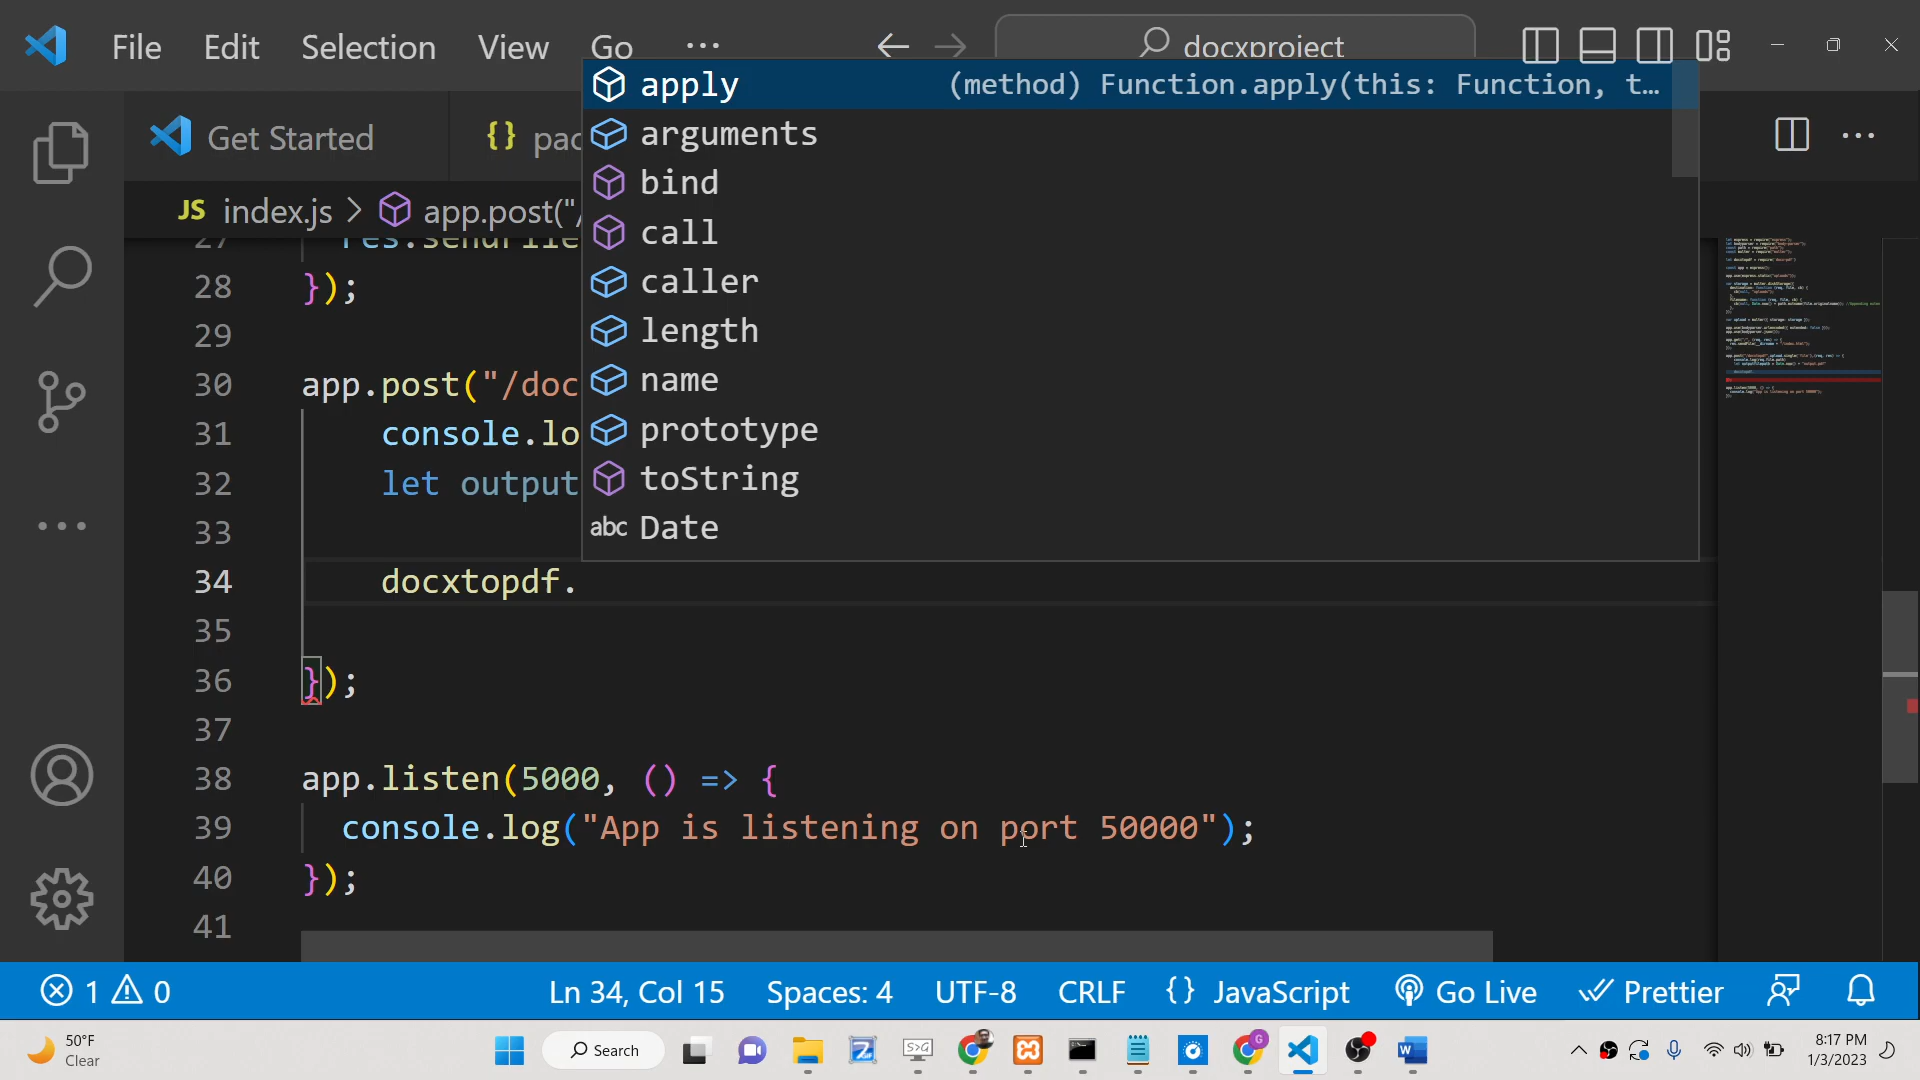 File Edit Selection View Go ... docxproject
Get Started {} pac
JS index.js > app.post("/
apply (method) Function.apply(this: Function, t...
arguments
bind
call
caller
length
name
prototype
toString
abc Date
27 res.sendFile
28 });
29
30 app.post("/doc
31 console.lo
32 let output
33
34 docxtopdf.
35
36 });
37
38 app.listen(5000, () => {
39 console.log("App is listening on port 50000");
40 });
41
1 0 Ln 34, Col 15 Spaces: 4 UTF-8 CRLF {} JavaScript Go Live Prettier
50°F
Clear
Search
8:17 PM
1/3/2023